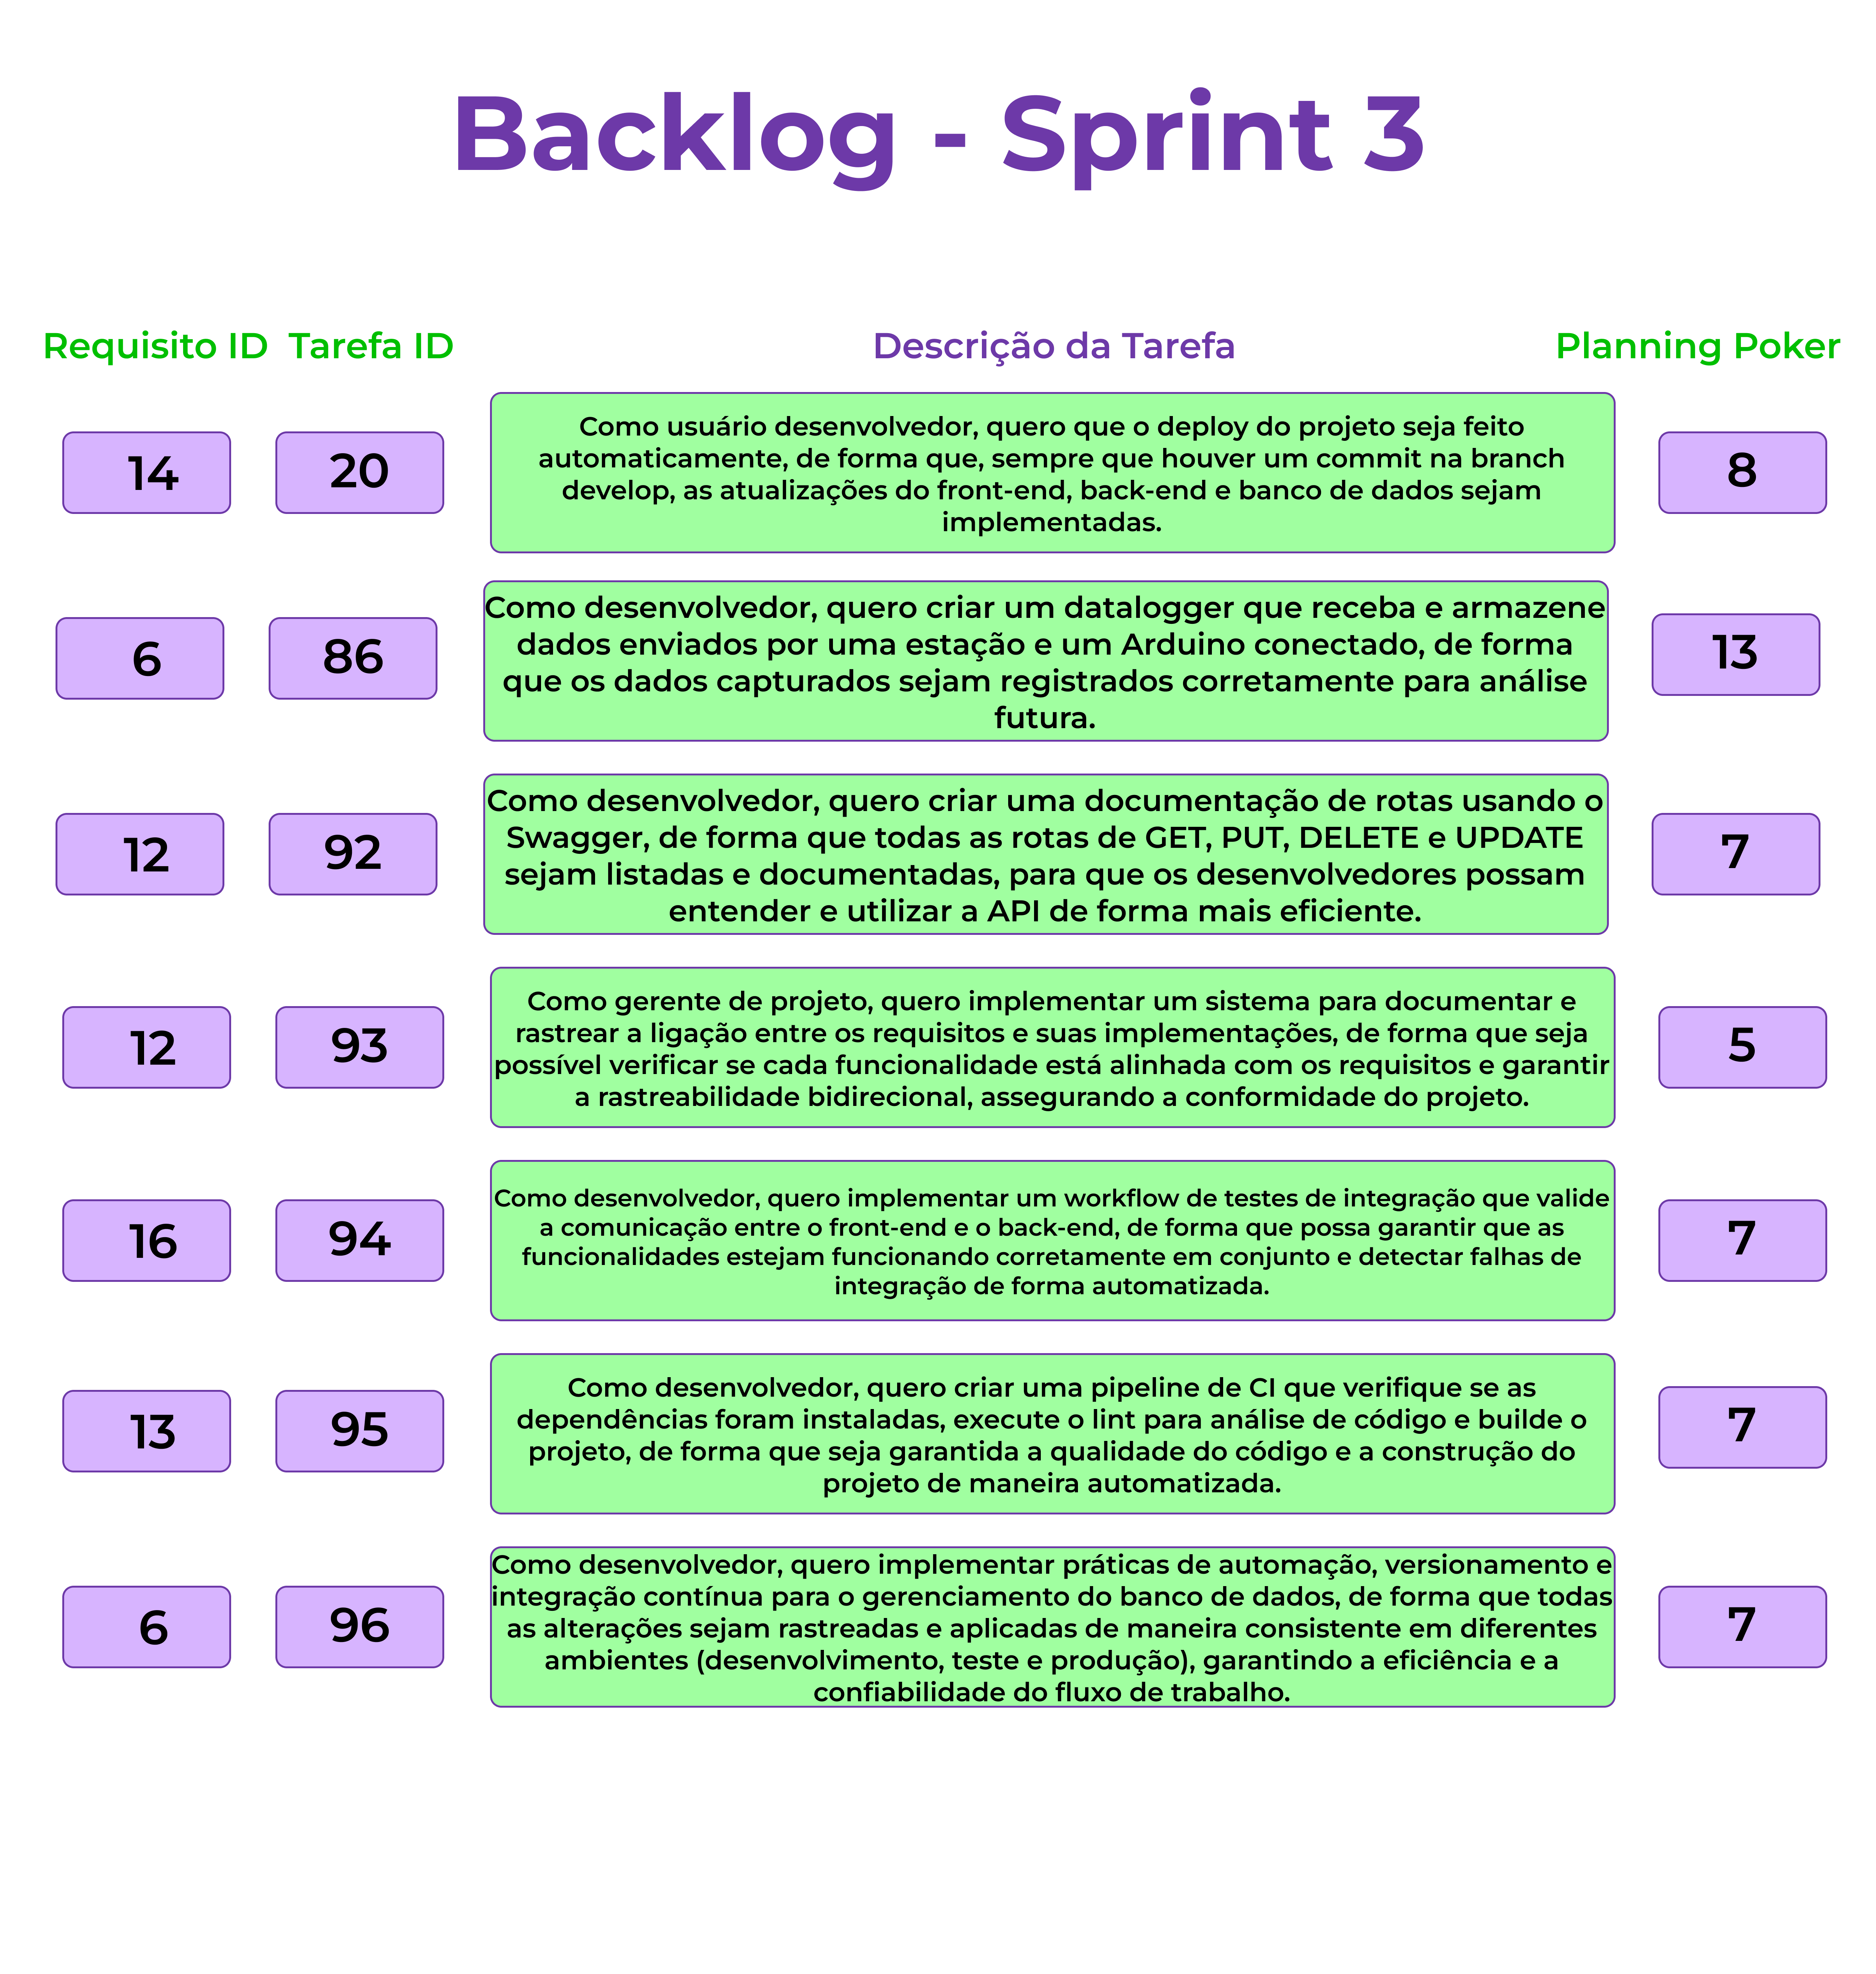 Backlog - Sprint 3
Requisito ID Tarefa ID Descrição da Tarefa Planning Poker
14 20
Como usuário desenvolvedor, quero que o deploy do projeto seja feito
automaticamente, de forma que, sempre que houver um commit na branch
develop, as atualizações do front-end, back-end e banco de dados sejam
implementadas.
8
6 86
Como desenvolvedor, quero criar um datalogger que receba e armazene
dados enviados por uma estação e um Arduino conectado, de forma
que os dados capturados sejam registrados corretamente para análise
futura.
13
12 92
Como desenvolvedor, quero criar uma documentação de rotas usando o
Swagger, de forma que todas as rotas de GET, PUT, DELETE e UPDATE
sejam listadas e documentadas, para que os desenvolvedores possam
entender e utilizar a API de forma mais eficiente.
7
12 93
Como gerente de projeto, quero implementar um sistema para documentar e
rastrear a ligação entre os requisitos e suas implementações, de forma que seja
possível verificar se cada funcionalidade está alinhada com os requisitos e garantir
a rastreabilidade bidirecional, assegurando a conformidade do projeto.
5
16 94
Como desenvolvedor, quero implementar um workflow de testes de integração que valide
a comunicação entre o front-end e o back-end, de forma que possa garantir que as
funcionalidades estejam funcionando corretamente em conjunto e detectar falhas de
integração de forma automatizada.
7
13 95
Como desenvolvedor, quero criar uma pipeline de CI que verifique se as
dependências foram instaladas, execute o lint para análise de código e builde o
projeto, de forma que seja garantida a qualidade do código e a construção do
projeto de maneira automatizada.
7
6 96
Como desenvolvedor, quero implementar práticas de automação, versionamento e
integração contínua para o gerenciamento do banco de dados, de forma que todas
as alterações sejam rastreadas e aplicadas de maneira consistente em diferentes
ambientes (desenvolvimento, teste e produção), garantindo a eficiência e a
confiabilidade do fluxo de trabalho.
7